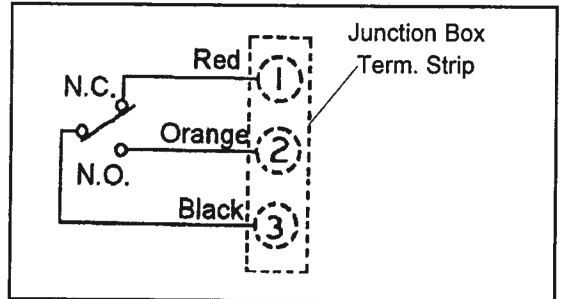 Junction Box
Term. Strip
Red
1
N.C.
Orange
2
N.O.
Black
3